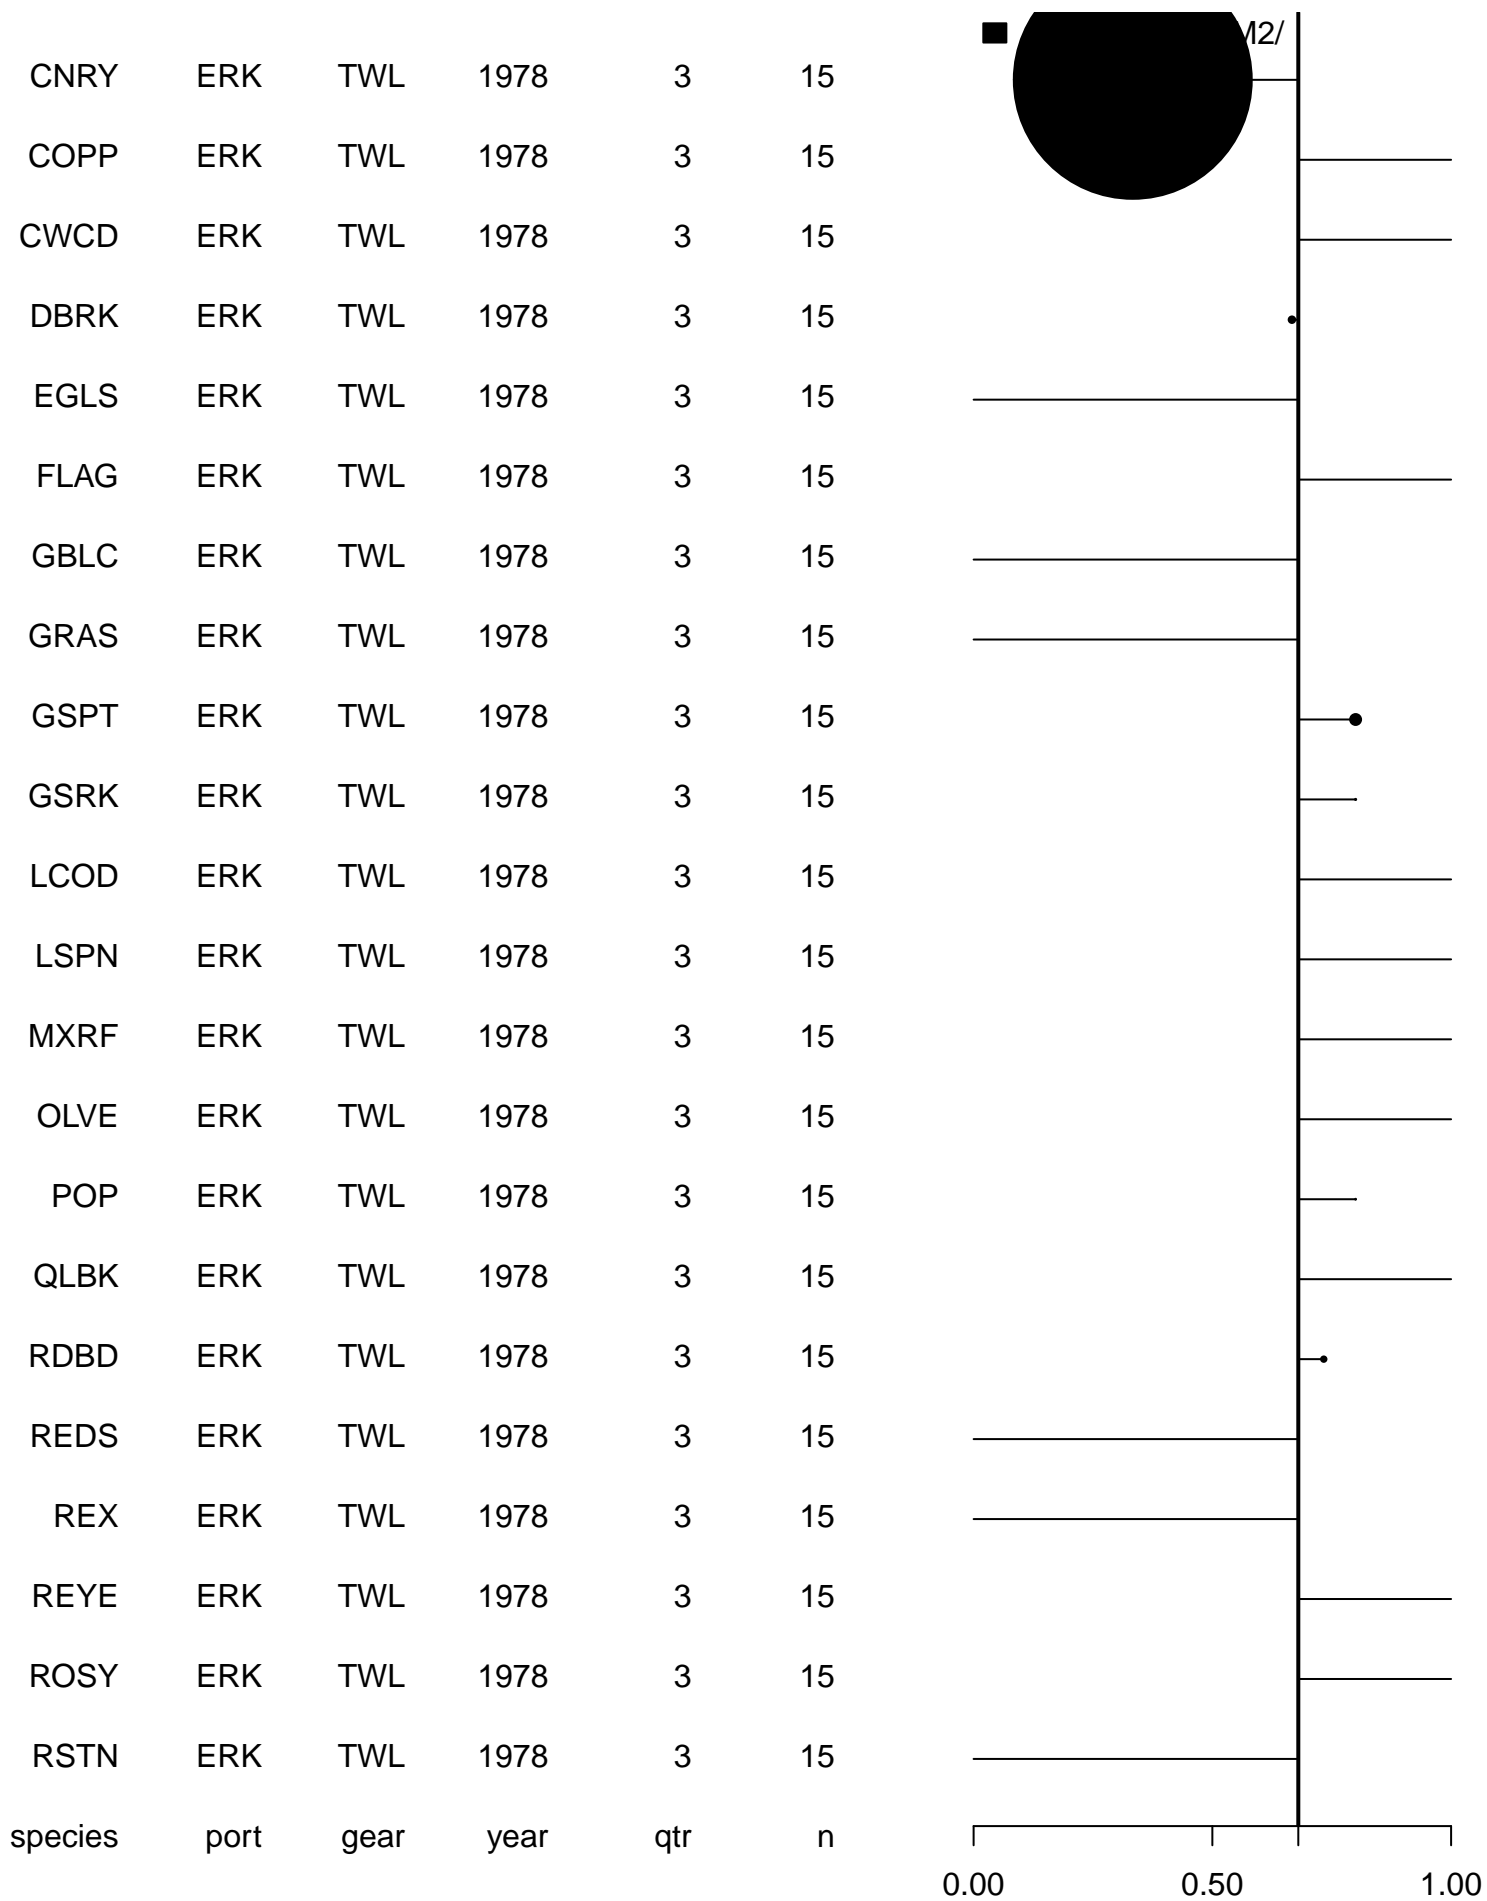 M2/
CNRY ERK TWL 1978 3 15
COPP ERK TWL 1978 3 15
CWCD ERK TWL 1978 3 15
DBRK ERK TWL 1978 3 15
EGLS ERK TWL 1978 3 15
FLAG ERK TWL 1978 3 15
GBLC ERK TWL 1978 3 15
GRAS ERK TWL 1978 3 15
GSPT ERK TWL 1978 3 15
GSRK ERK TWL 1978 3 15
LCOD ERK TWL 1978 3 15
LSPN ERK TWL 1978 3 15
MXRF ERK TWL 1978 3 15
OLVE ERK TWL 1978 3 15
POP ERK TWL 1978 3 15
QLBK ERK TWL 1978 3 15
RDBD ERK TWL 1978 3 15
REDS ERK TWL 1978 3 15
REX ERK TWL 1978 3 15
REYE ERK TWL 1978 3 15
ROSY ERK TWL 1978 3 15
RSTN ERK TWL 1978 3 15
species port gear year qtr n
0.00 0.50 1.00